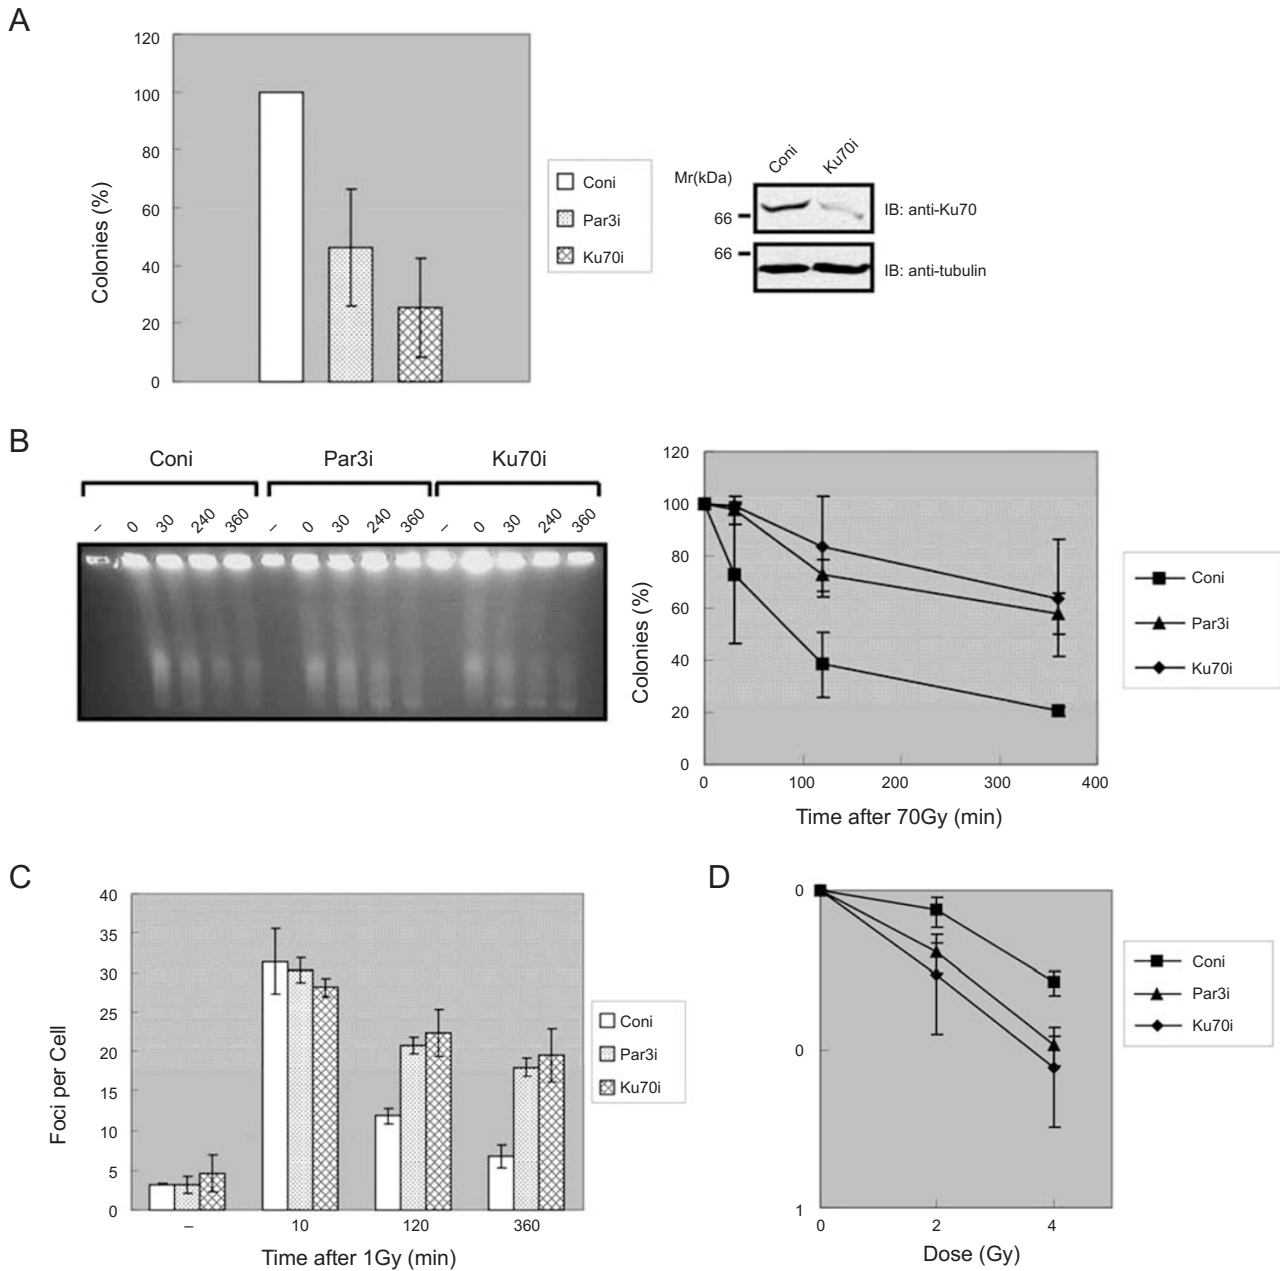 A
120
100
80
60
40
20
0
Colonies (%)
Coni
Par3i
Ku70i
Coni
Ku70i
Mr(kDa)
66
IB: anti-Ku70
66
IB: anti-tubulin
B
Coni
Par3i
Ku70i
– 0 30 240 360 – 0 30 240 360 – 0 30 240 360
120
100
80
60
40
20
0
Colonies (%)
0 100 200 300 400
Time after 70Gy (min)
Coni
Par3i
Ku70i
C
40
35
30
25
20
15
10
5
0
Foci per Cell
– 10 120 360
Time after 1Gy (min)
Coni
Par3i
Ku70i
D
0
0
1
0 2 4
Dose (Gy)
Coni
Par3i
Ku70i